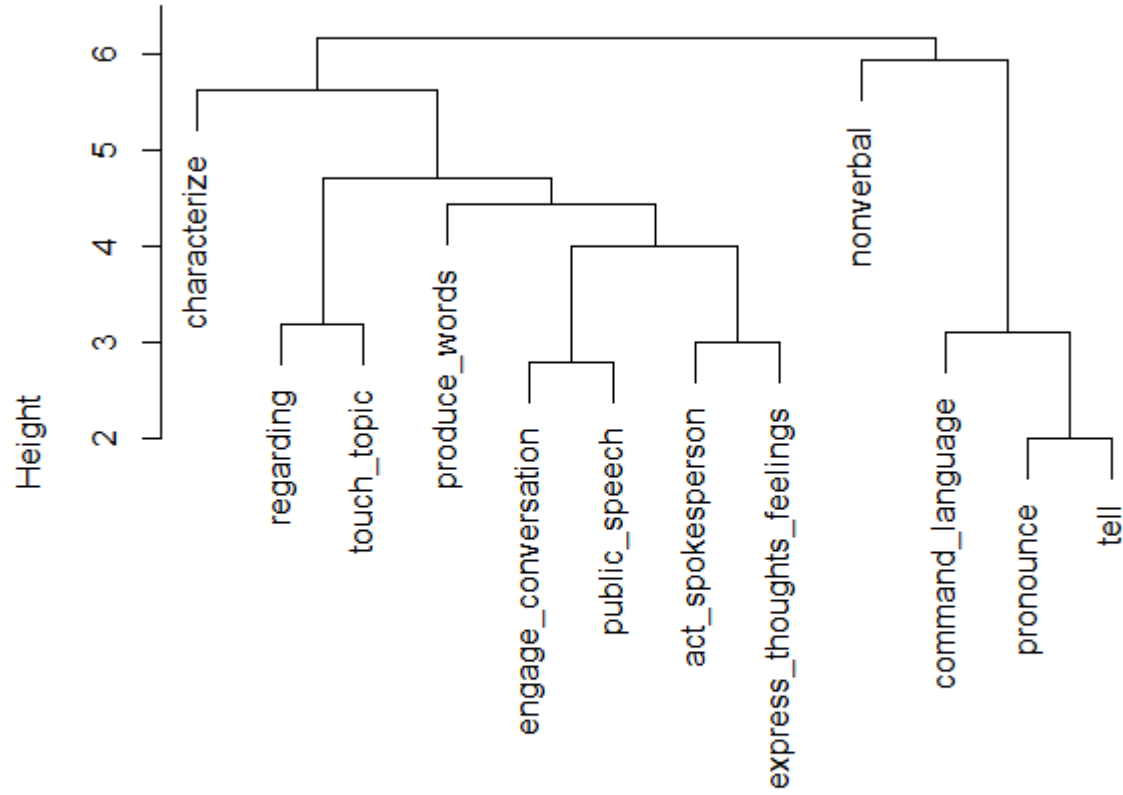 Height
6
5
4
3
2
characterize
regarding
touch_topic
produce_words
engage_conversation
public_speech
act_spokesperson
express_thoughts_feelings
nonverbal
command_language
pronounce
tell